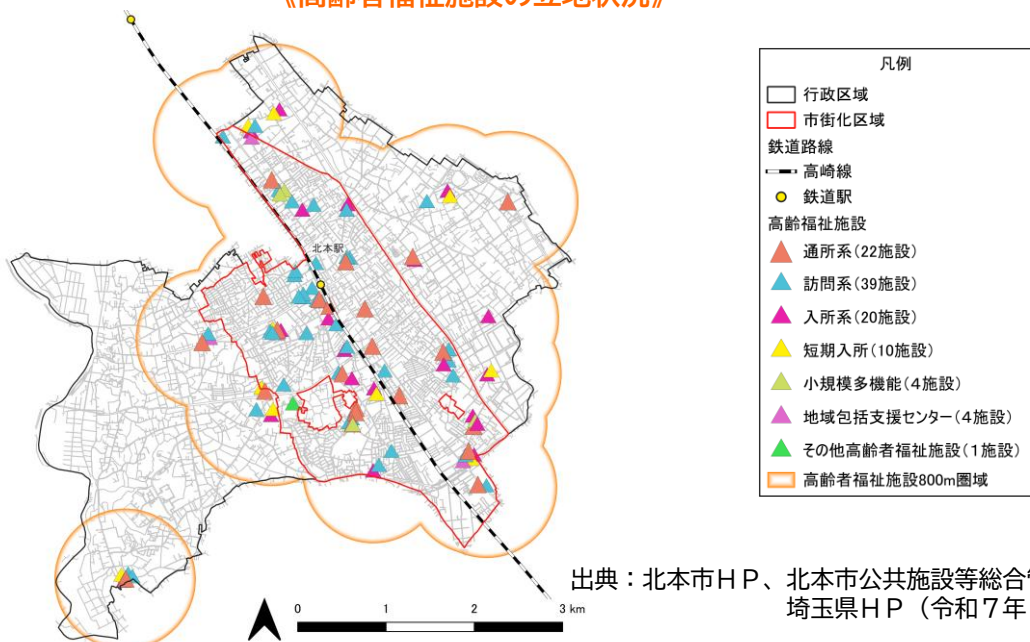 《高齢者福祉施設の立地状況》
凡例
行政区域
市街化区域
鉄道路線
高崎線
鉄道駅
高齢福祉施設
通所系(22施設)
訪問系(39施設)
入所系(20施設)
短期入所(10施設)
小規模多機能(4施設)
地域包括支援センター(4施設)
その他高齢者福祉施設(1施設)
高齢者福祉施設800m圏域
北本駅
0 1 2 3 km
出典：北本市ＨＰ、北本市公共施設等総合
埼玉県ＨＰ（令和７年